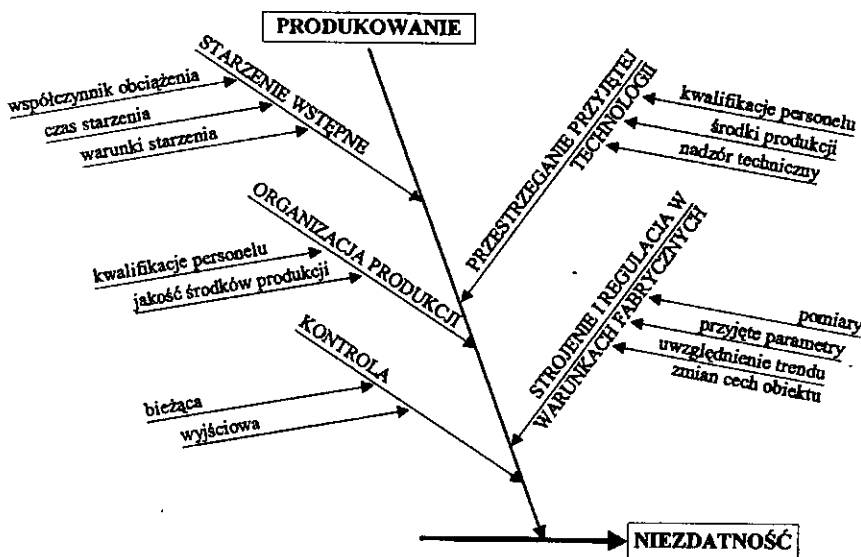 PRODUKOWANIE
STARZENIE WSTĘPNE
współczynnik obciążenia
czas starzenia
warunki starzenia
PRZESTRZEGANIE PRZYJĘTEJ
TECHNOLOGII
kwalifikacje personelu
środki produkcji
nadzór techniczny
ORGANIZACJA PRODUKCJI
kwalifikacje personelu
jakość środków produkcji
STROJENIE I REGULACJA W
WARUNKACH FABRYCZNYCH
pomiary
przyjęte parametry
uwzględnienie trendu
zmian cech obiektu
KONTROLA
bieżąca
wyjściowa
NIEZDATNOŚĆ